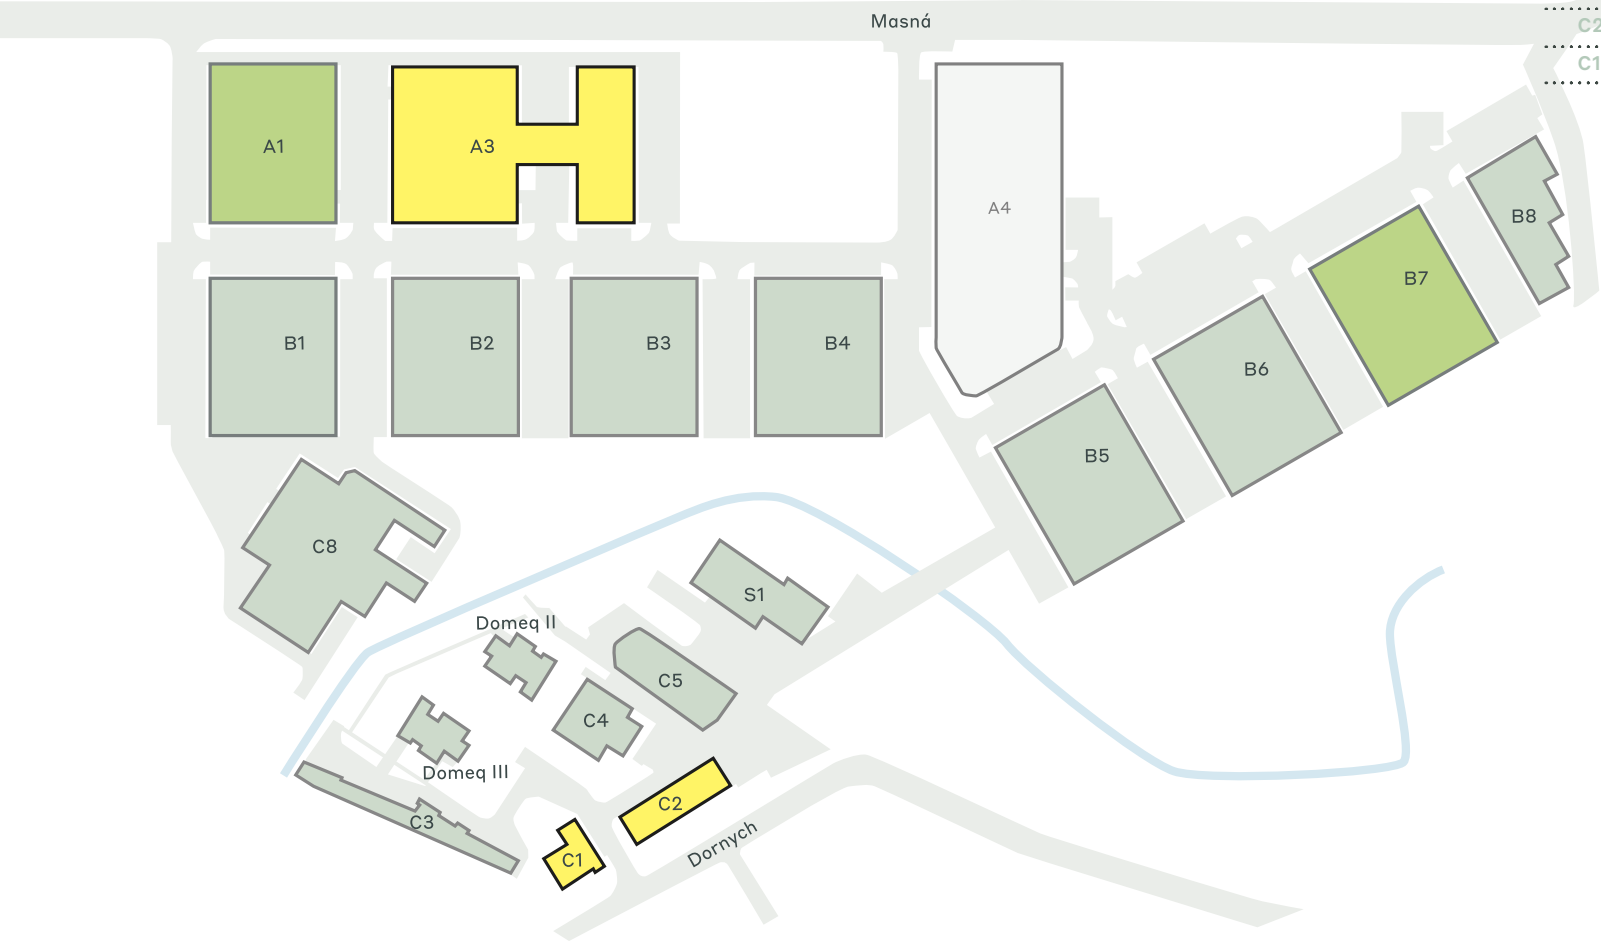 Masná
C2
C1
A1
A3
A4
B8
B7
B1
B2
B3
B4
B6
B5
C8
S1
Domeq II
C5
C4
Domeq III
C3
C2
Dornych
C1